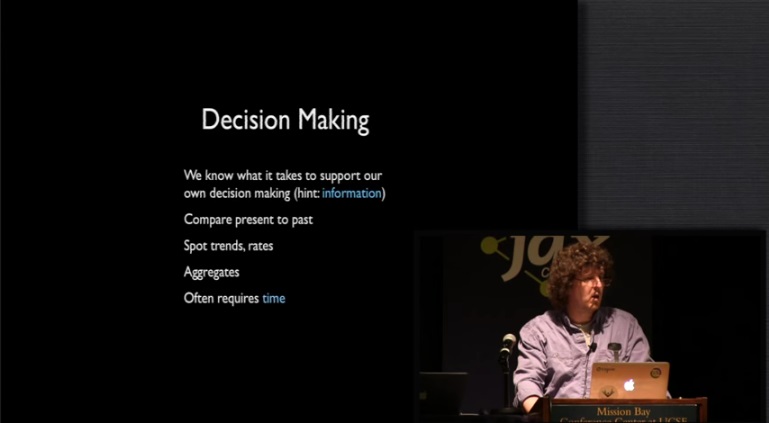 Decision Making
We know what it takes to support our
own decision making (hint: information)
Compare present to past
Spot trends, rates
Aggregates
Often requires time
jax
Mission Bay
Conference Center at UCSF